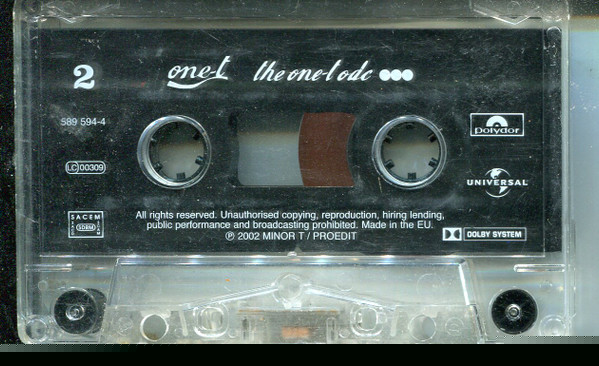 2
one-t the one-t odc
589 594-4
polydor
LC 00309
UNIVERSAL
SACEM
SDRM
All rights reserved. Unauthorised copying, reproduction, hiring lending,
public performance and broadcasting prohibited. Made in the EU.
℗ 2002 MINOR T / PROEDIT
DOLBY SYSTEM